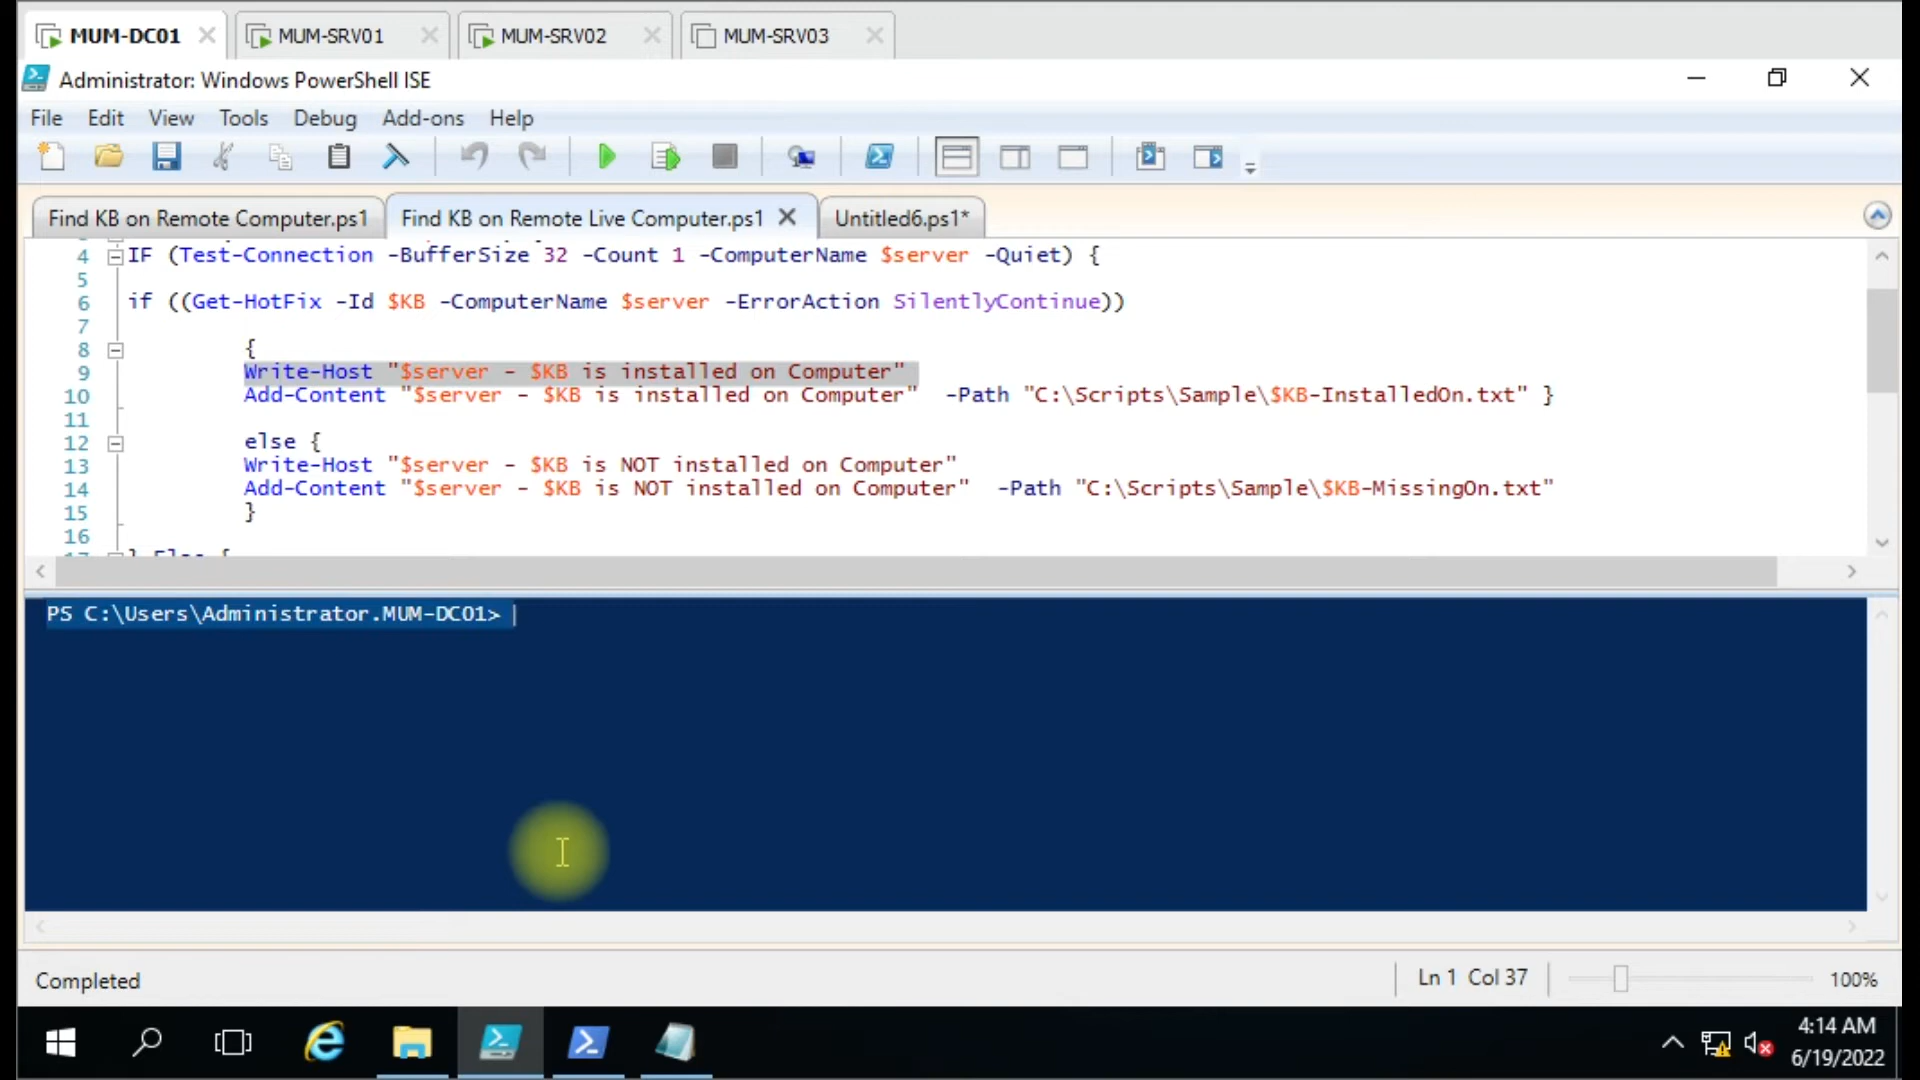 MUM-DC01
MUM-SRV01
MUM-SRV02
MUM-SRV03
Administrator: Windows PowerShell ISE
File Edit View Tools Debug Add-ons Help
Find KB on Remote Computer.ps1
Find KB on Remote Live Computer.ps1
Untitled6.ps1*
4 IF (Test-Connection -BufferSize 32 -Count 1 -ComputerName $server -Quiet) {
5
6 if ((Get-HotFix -Id $KB -ComputerName $server -ErrorAction SilentlyContinue))
7
8 {
9 Write-Host "$server - $KB is installed on Computer"
10 Add-Content "$server - $KB is installed on Computer" -Path "C:\Scripts\Sample\$KB-InstalledOn.txt" }
11
12 else {
13 Write-Host "$server - $KB is NOT installed on Computer"
14 Add-Content "$server - $KB is NOT installed on Computer" -Path "C:\Scripts\Sample\$KB-MissingOn.txt"
15 }
16
17 } Else {
PS C:\Users\Administrator.MUM-DC01>
Completed
Ln 1 Col 37
100%
4:14 AM
6/19/2022